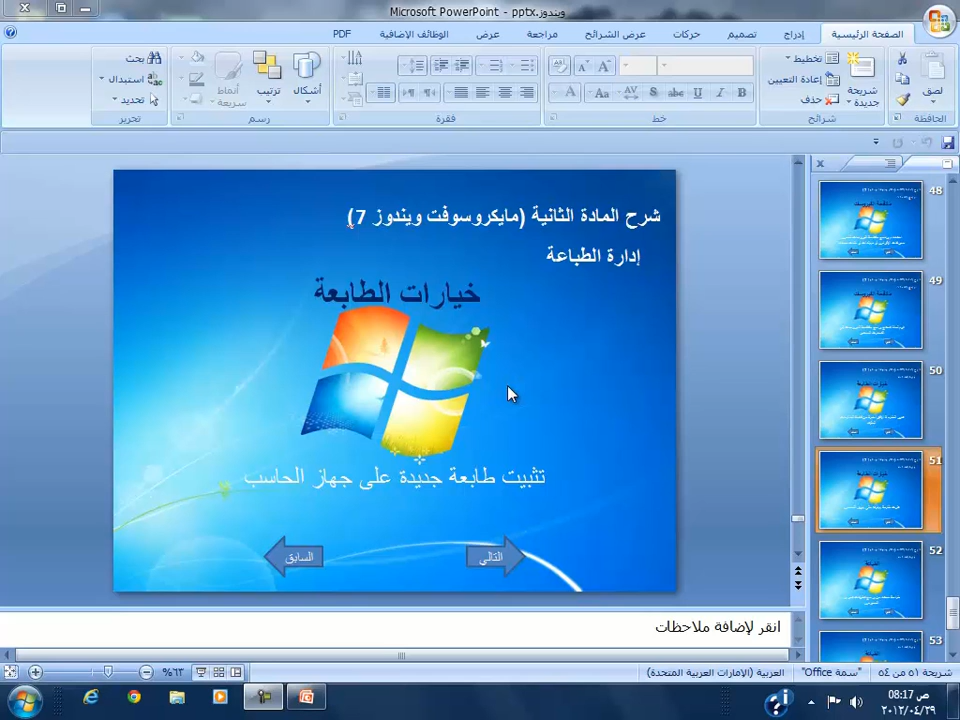 ويندوز.pptx - Microsoft PowerPoint
الصفحة الرئيسية
إدراج
تصميم
حركات
عرض الشرائح
مراجعة
عرض
الوظائف الإضافية
PDF
لصق
الحافظة
شريحة جديدة
تخطيط
إعادة التعيين
حذف
شرائح
خط
فقرة
أشكال
ترتيب
أنماط سريعة
رسم
بحث
استبدال
تحديد
تحرير
شرح المادة الثانية (مايكروسوفت ويندوز 7)
إدارة الطباعة
خيارات الطابعة
تثبيت طابعة جديدة على جهاز الحاسب
التالي
السابق
48
49
50
51
52
53
انقر لإضافة ملاحظات
شريحة ٥١ من ٥٤
"سمة Office"
العربية (الإمارات العربية المتحدة)
٦٣%
08:17 ص
٢٠١٢/٠٤/٢٩